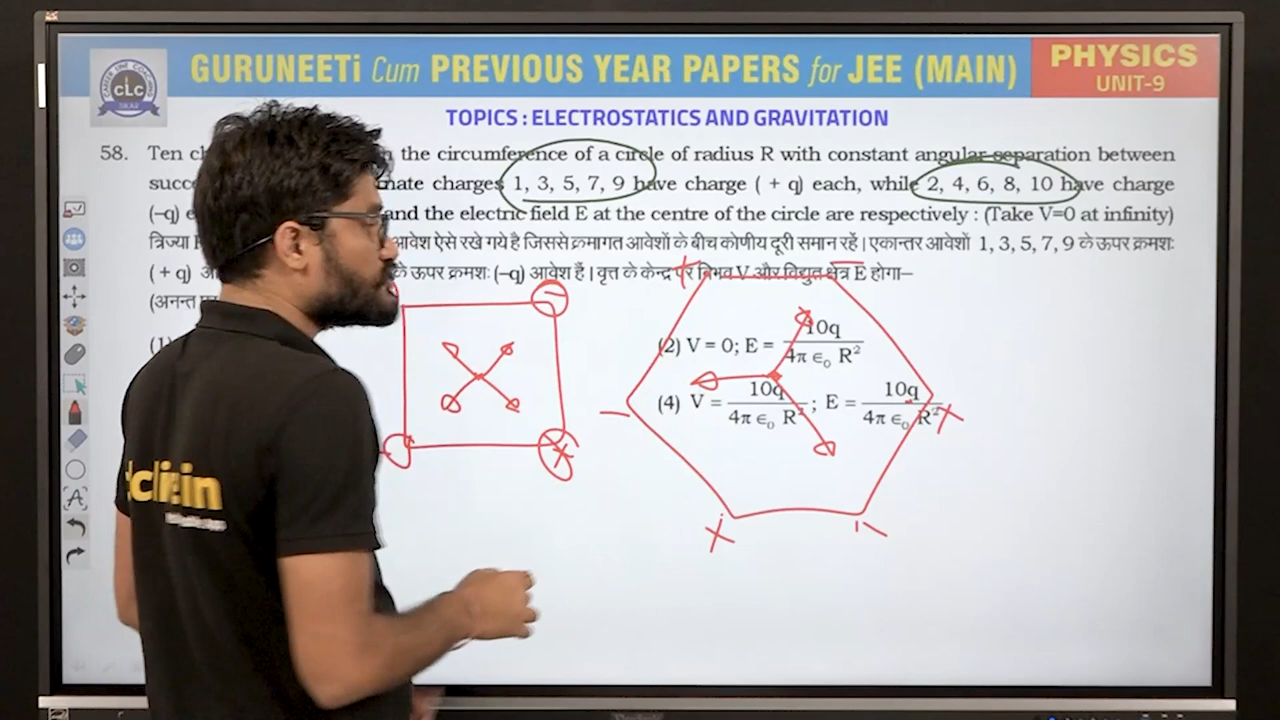 GURUNEETi Cum PREVIOUS YEAR PAPERS for JEE (MAIN)
PHYSICS
UNIT-9
CLC
SIKAR
TOPICS : ELECTROSTATICS AND GRAVITATION
58. Ten the circumference of a circle of radius R with constant angular separation between
charges 1, 3, 5, 7, 9 have charge ( + q) each, while 2, 4, 6, 8, 10 have charge
(–q) and the electric field E at the centre of the circle are respectively : (Take V=0 at infinity)
त्रिज्या आवेश ऐसे रखे गये है जिससे क्रमागत आवेशों के बीच कोणीय दूरी समान रहें। एकान्तर आवेशों 1, 3, 5, 7, 9 के ऊपर क्रमशः
( + q) के ऊपर क्रमशः (–q) आवेश हैं। वृत्त के केन्द्र पर विभव V और विद्युत क्षेत्र E होगा–
(अनन्त
(1)
(2) V = 0; E = 10q / 4π ∈₀ R²
(4) V = 10q / 4π ∈₀ R² ; E = 10q / 4π ∈₀ R²